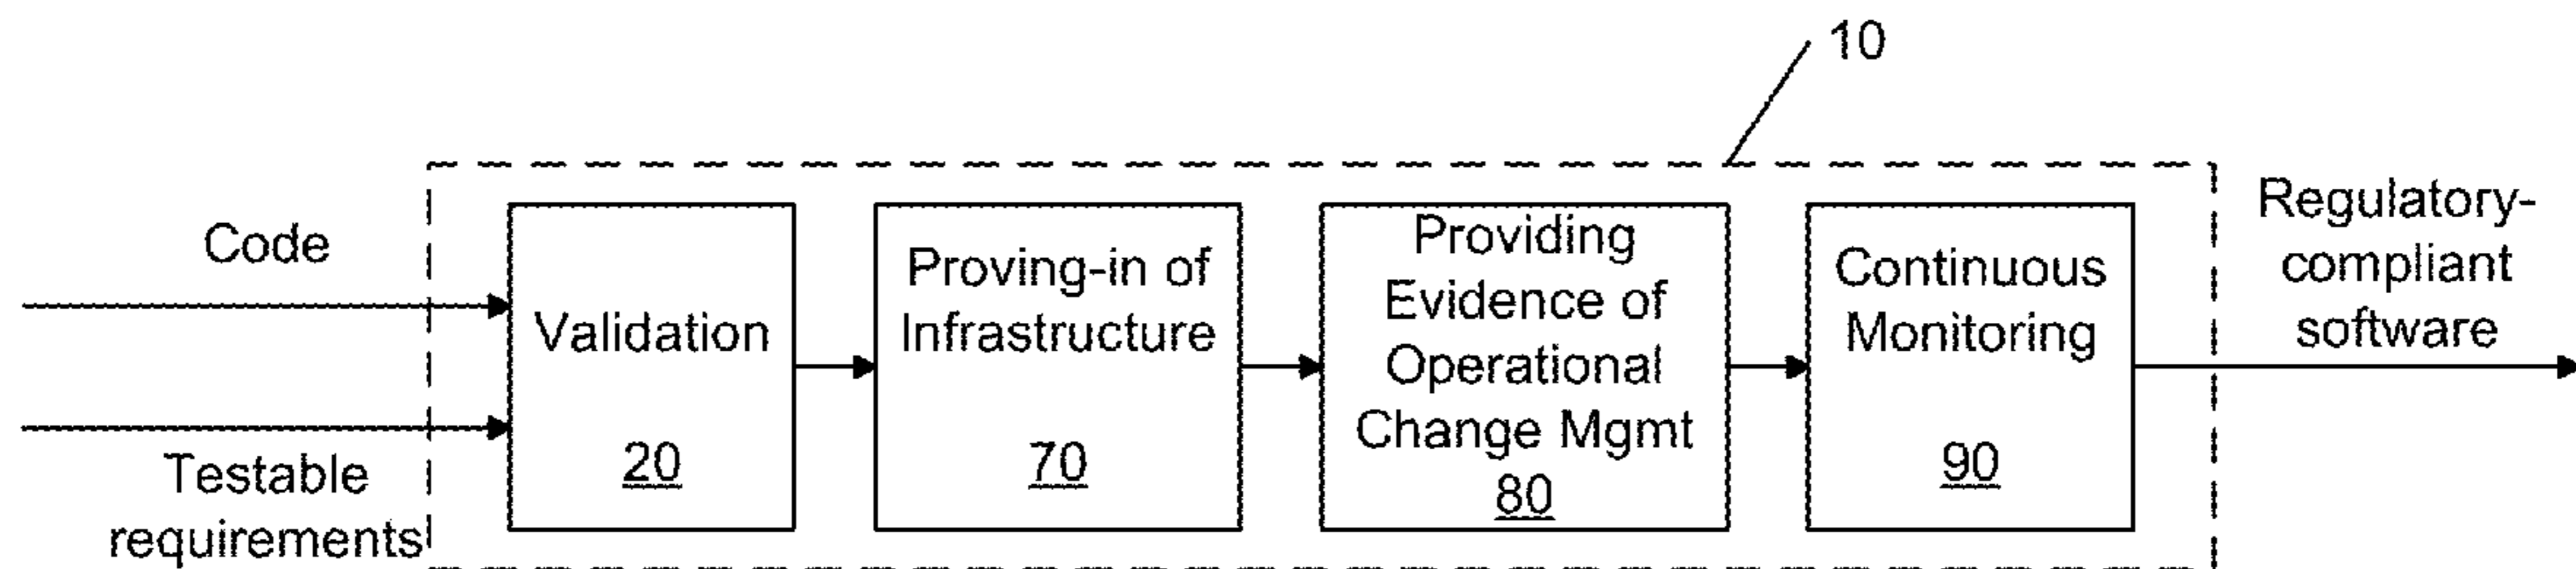 10
Code
Testable
requirements
Validation
20
Proving-in of
Infrastructure
70
Providing
Evidence of
Operational
Change Mgmt
80
Continuous
Monitoring
90
Regulatory-
compliant
software